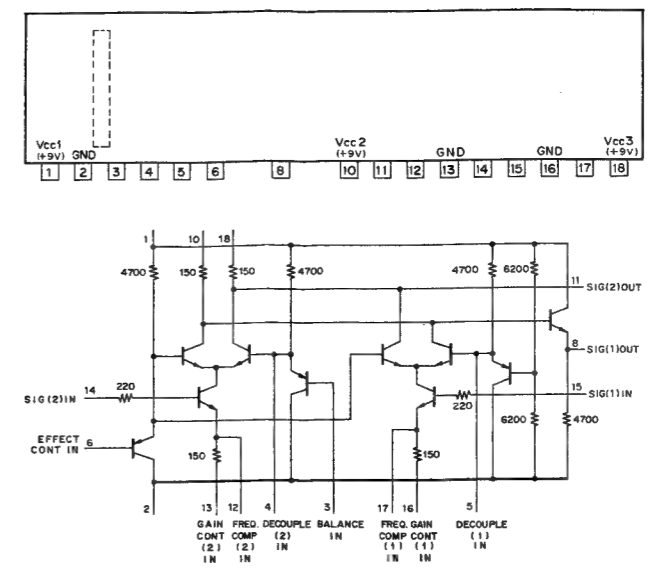 Vcc1 Vcc2 Vcc3
(+9V) GND (+9V) GND GND (+9V)
1 2 3 4 5 6 8 10 11 12 13 14 15 16 17 18
1 10 18
4700 150 150 4700 4700 6200
11 SIG(2)OUT
8 SIG(1)OUT
14 220 15
SIG(2)IN SIG(1)IN
220
6200 4700
EFFECT
CONT IN 6
150 150
2 13 12 4 3 17 16 5
GAIN FREQ. DECOUPLE BALANCE FREQ. GAIN DECOUPLE
CONT COMP (2) IN COMP CONT (1)
(2) (2) IN (1) (1) IN
IN IN IN IN